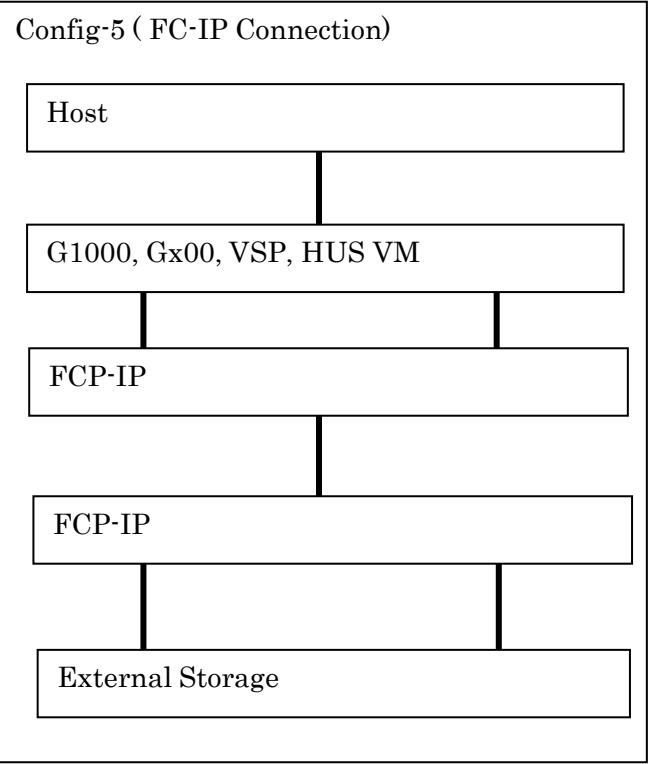 Config-5 ( FC-IP Connection)
Host
G1000, Gx00, VSP, HUS VM
FCP-IP
FCP-IP
External Storage